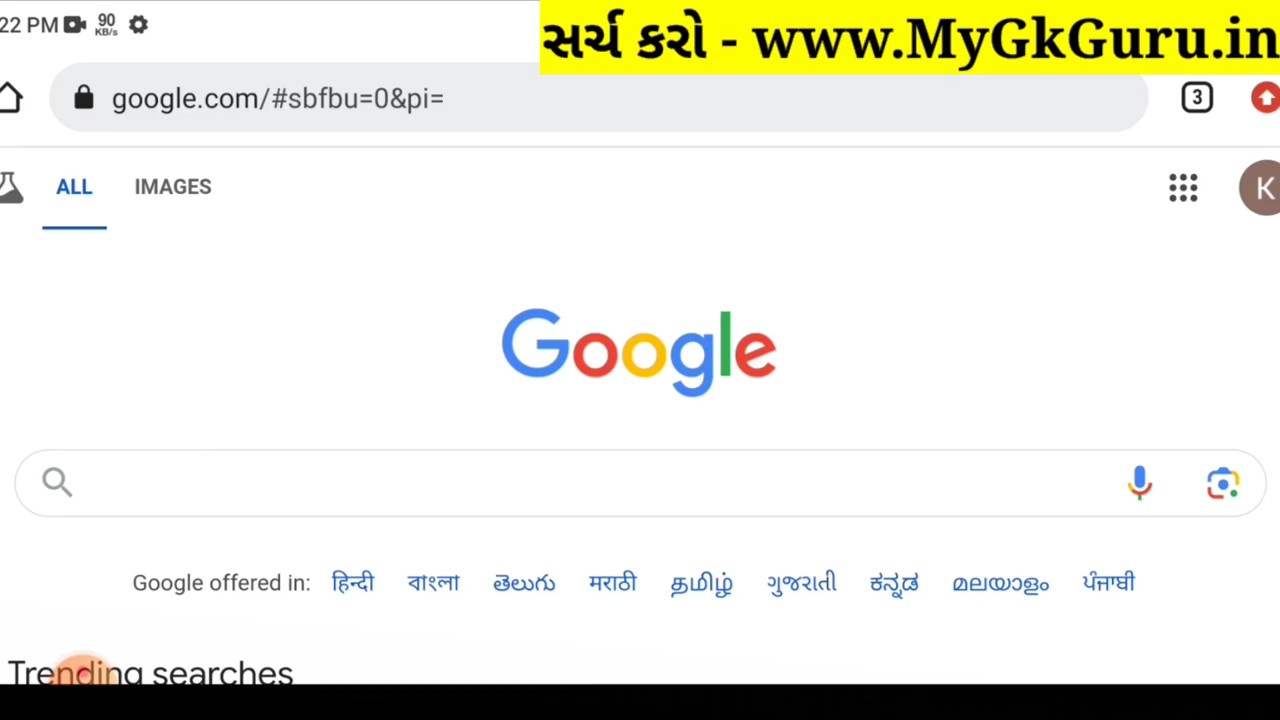 22 PM 90 KB/s
સર્ચ કરો - www.MyGkGuru.in
google.com/#sbfbu=0&pi=
3
ALL IMAGES
K
Google
Google offered in: हिन्दी বাংলা తెలుగు मराठी தமிழ் ગુજરાતી ಕನ್ನಡ മലയാളം ਪੰਜਾਬੀ
Trending searches